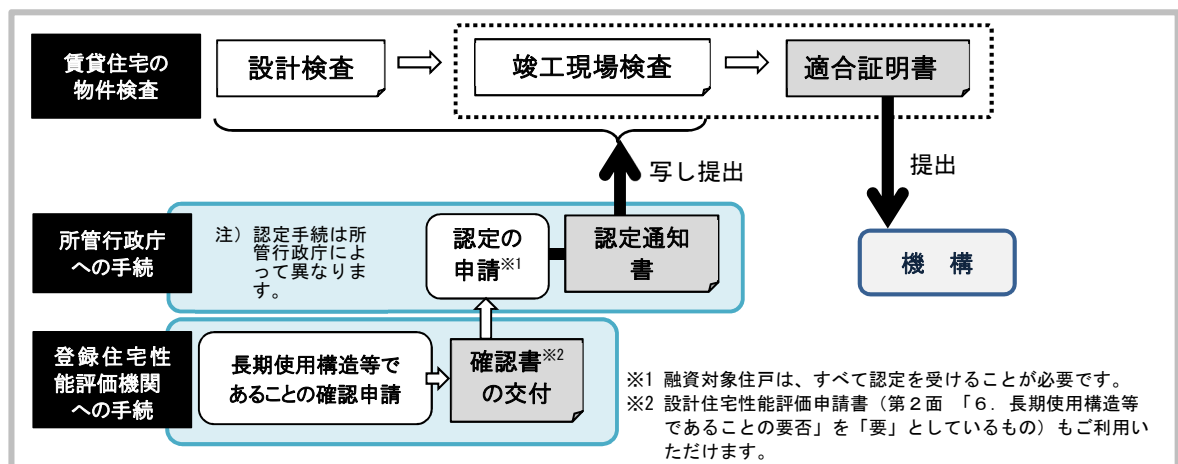 賃貸住宅の
物件検査
設計検査
竣工現場検査
適合証明書
写し提出
提出
所管行政庁
への手続
注）認定手続は所
管行政庁によ
って異なりま
す。
認定の
申請※1
認定通知
書
機　構
登録住宅性
能評価機関
への手続
長期使用構造等で
あることの確認申請
確認書※2
の交付
※1 融資対象住戸は、すべて認定を受けることが必要です。
※2 設計住宅性能評価申請書（第２面　「６．長期使用構造等
であることの要否」を「要」としているもの）もご利用い
ただけます。